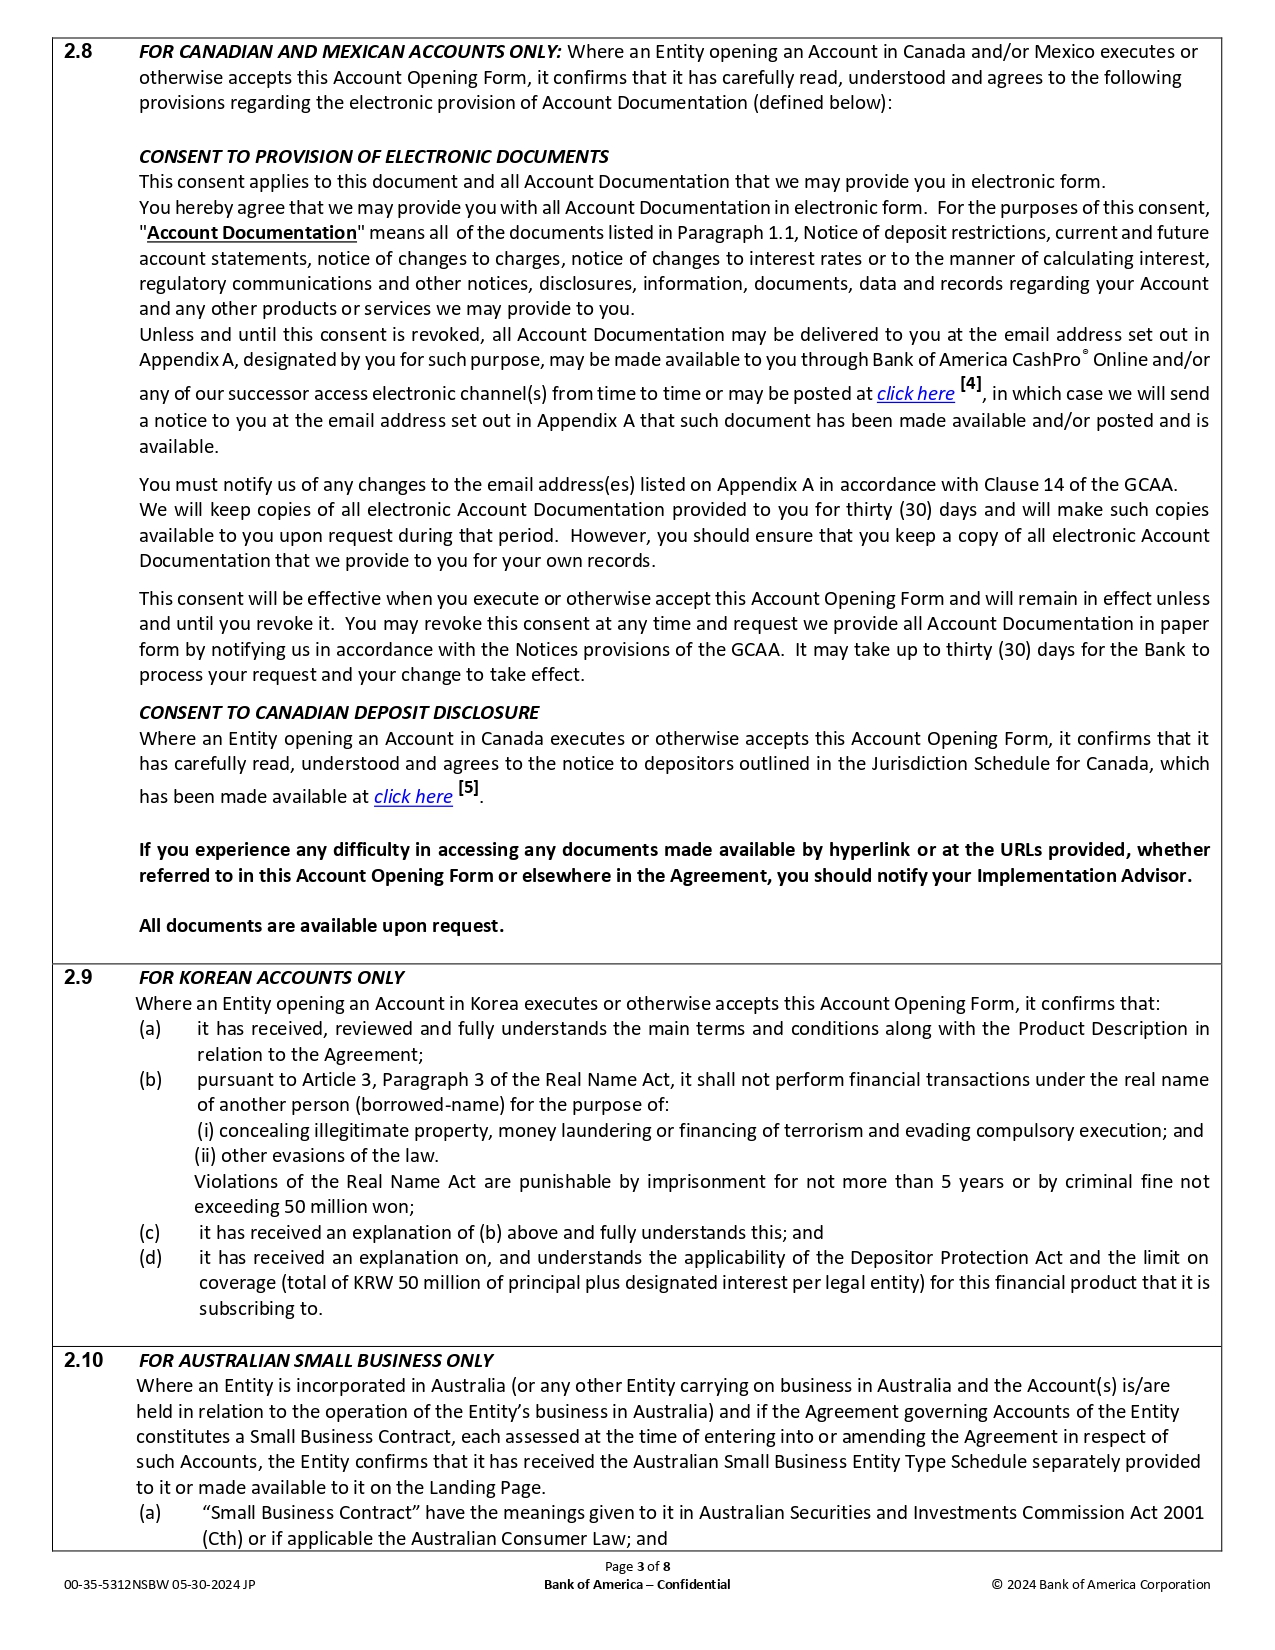 2.8 FOR CANADIAN AND MEXICAN ACCOUNTS ONLY: Where an Entity opening an Account in Canada and/or Mexico executes or
otherwise accepts this Account Opening Form, it confirms that it has carefully read, understood and agrees to the following
provisions regarding the electronic provision of Account Documentation (defined below):
CONSENT TO PROVISION OF ELECTRONIC DOCUMENTS
This consent applies to this document and all Account Documentation that we may provide you in electronic form.
You hereby agree that we may provide you with all Account Documentation in electronic form. For the purposes of this consent,
"Account Documentation" means all of the documents listed in Paragraph 1.1, Notice of deposit restrictions, current and future
account statements, notice of changes to charges, notice of changes to interest rates or to the manner of calculating interest,
regulatory communications and other notices, disclosures, information, documents, data and records regarding your Account
and any other products or services we may provide to you.
Unless and until this consent is revoked, all Account Documentation may be delivered to you at the email address set out in
Appendix A, designated by you for such purpose, may be made available to you through Bank of America CashPro® Online and/or
any of our successor access electronic channel(s) from time to time or may be posted at click here [4], in which case we will send
a notice to you at the email address set out in Appendix A that such document has been made available and/or posted and is
available.
You must notify us of any changes to the email address(es) listed on Appendix A in accordance with Clause 14 of the GCAA.
We will keep copies of all electronic Account Documentation provided to you for thirty (30) days and will make such copies
available to you upon request during that period. However, you should ensure that you keep a copy of all electronic Account
Documentation that we provide to you for your own records.
This consent will be effective when you execute or otherwise accept this Account Opening Form and will remain in effect unless
and until you revoke it. You may revoke this consent at any time and request we provide all Account Documentation in paper
form by notifying us in accordance with the Notices provisions of the GCAA. It may take up to thirty (30) days for the Bank to
process your request and your change to take effect.
CONSENT TO CANADIAN DEPOSIT DISCLOSURE
Where an Entity opening an Account in Canada executes or otherwise accepts this Account Opening Form, it confirms that it
has carefully read, understood and agrees to the notice to depositors outlined in the Jurisdiction Schedule for Canada, which
has been made available at click here [5].
If you experience any difficulty in accessing any documents made available by hyperlink or at the URLs provided, whether
referred to in this Account Opening Form or elsewhere in the Agreement, you should notify your Implementation Advisor.
All documents are available upon request.
2.9 FOR KOREAN ACCOUNTS ONLY
Where an Entity opening an Account in Korea executes or otherwise accepts this Account Opening Form, it confirms that:
(a) it has received, reviewed and fully understands the main terms and conditions along with the Product Description in
relation to the Agreement;
(b) pursuant to Article 3, Paragraph 3 of the Real Name Act, it shall not perform financial transactions under the real name
of another person (borrowed-name) for the purpose of:
(i) concealing illegitimate property, money laundering or financing of terrorism and evading compulsory execution; and
(ii) other evasions of the law.
Violations of the Real Name Act are punishable by imprisonment for not more than 5 years or by criminal fine not
exceeding 50 million won;
(c) it has received an explanation of (b) above and fully understands this; and
(d) it has received an explanation on, and understands the applicability of the Depositor Protection Act and the limit on
coverage (total of KRW 50 million of principal plus designated interest per legal entity) for this financial product that it is
subscribing to.
2.10 FOR AUSTRALIAN SMALL BUSINESS ONLY
Where an Entity is incorporated in Australia (or any other Entity carrying on business in Australia and the Account(s) is/are
held in relation to the operation of the Entity’s business in Australia) and if the Agreement governing Accounts of the Entity
constitutes a Small Business Contract, each assessed at the time of entering into or amending the Agreement in respect of
such Accounts, the Entity confirms that it has received the Australian Small Business Entity Type Schedule separately provided
to it or made available to it on the Landing Page.
(a) “Small Business Contract” have the meanings given to it in Australian Securities and Investments Commission Act 2001
(Cth) or if applicable the Australian Consumer Law; and
Page 3 of 8
00-35-5312NSBW 05-30-2024 JP Bank of America – Confidential © 2024 Bank of America Corporation